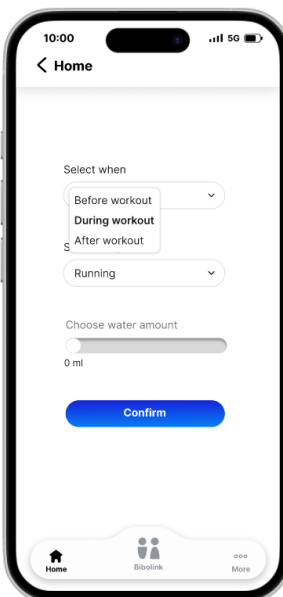 10:00 5G
Home
Select when
Before workout
During workout
After workout
S
Running
Choose water amount
0 ml
Confirm
Home Bibolink More